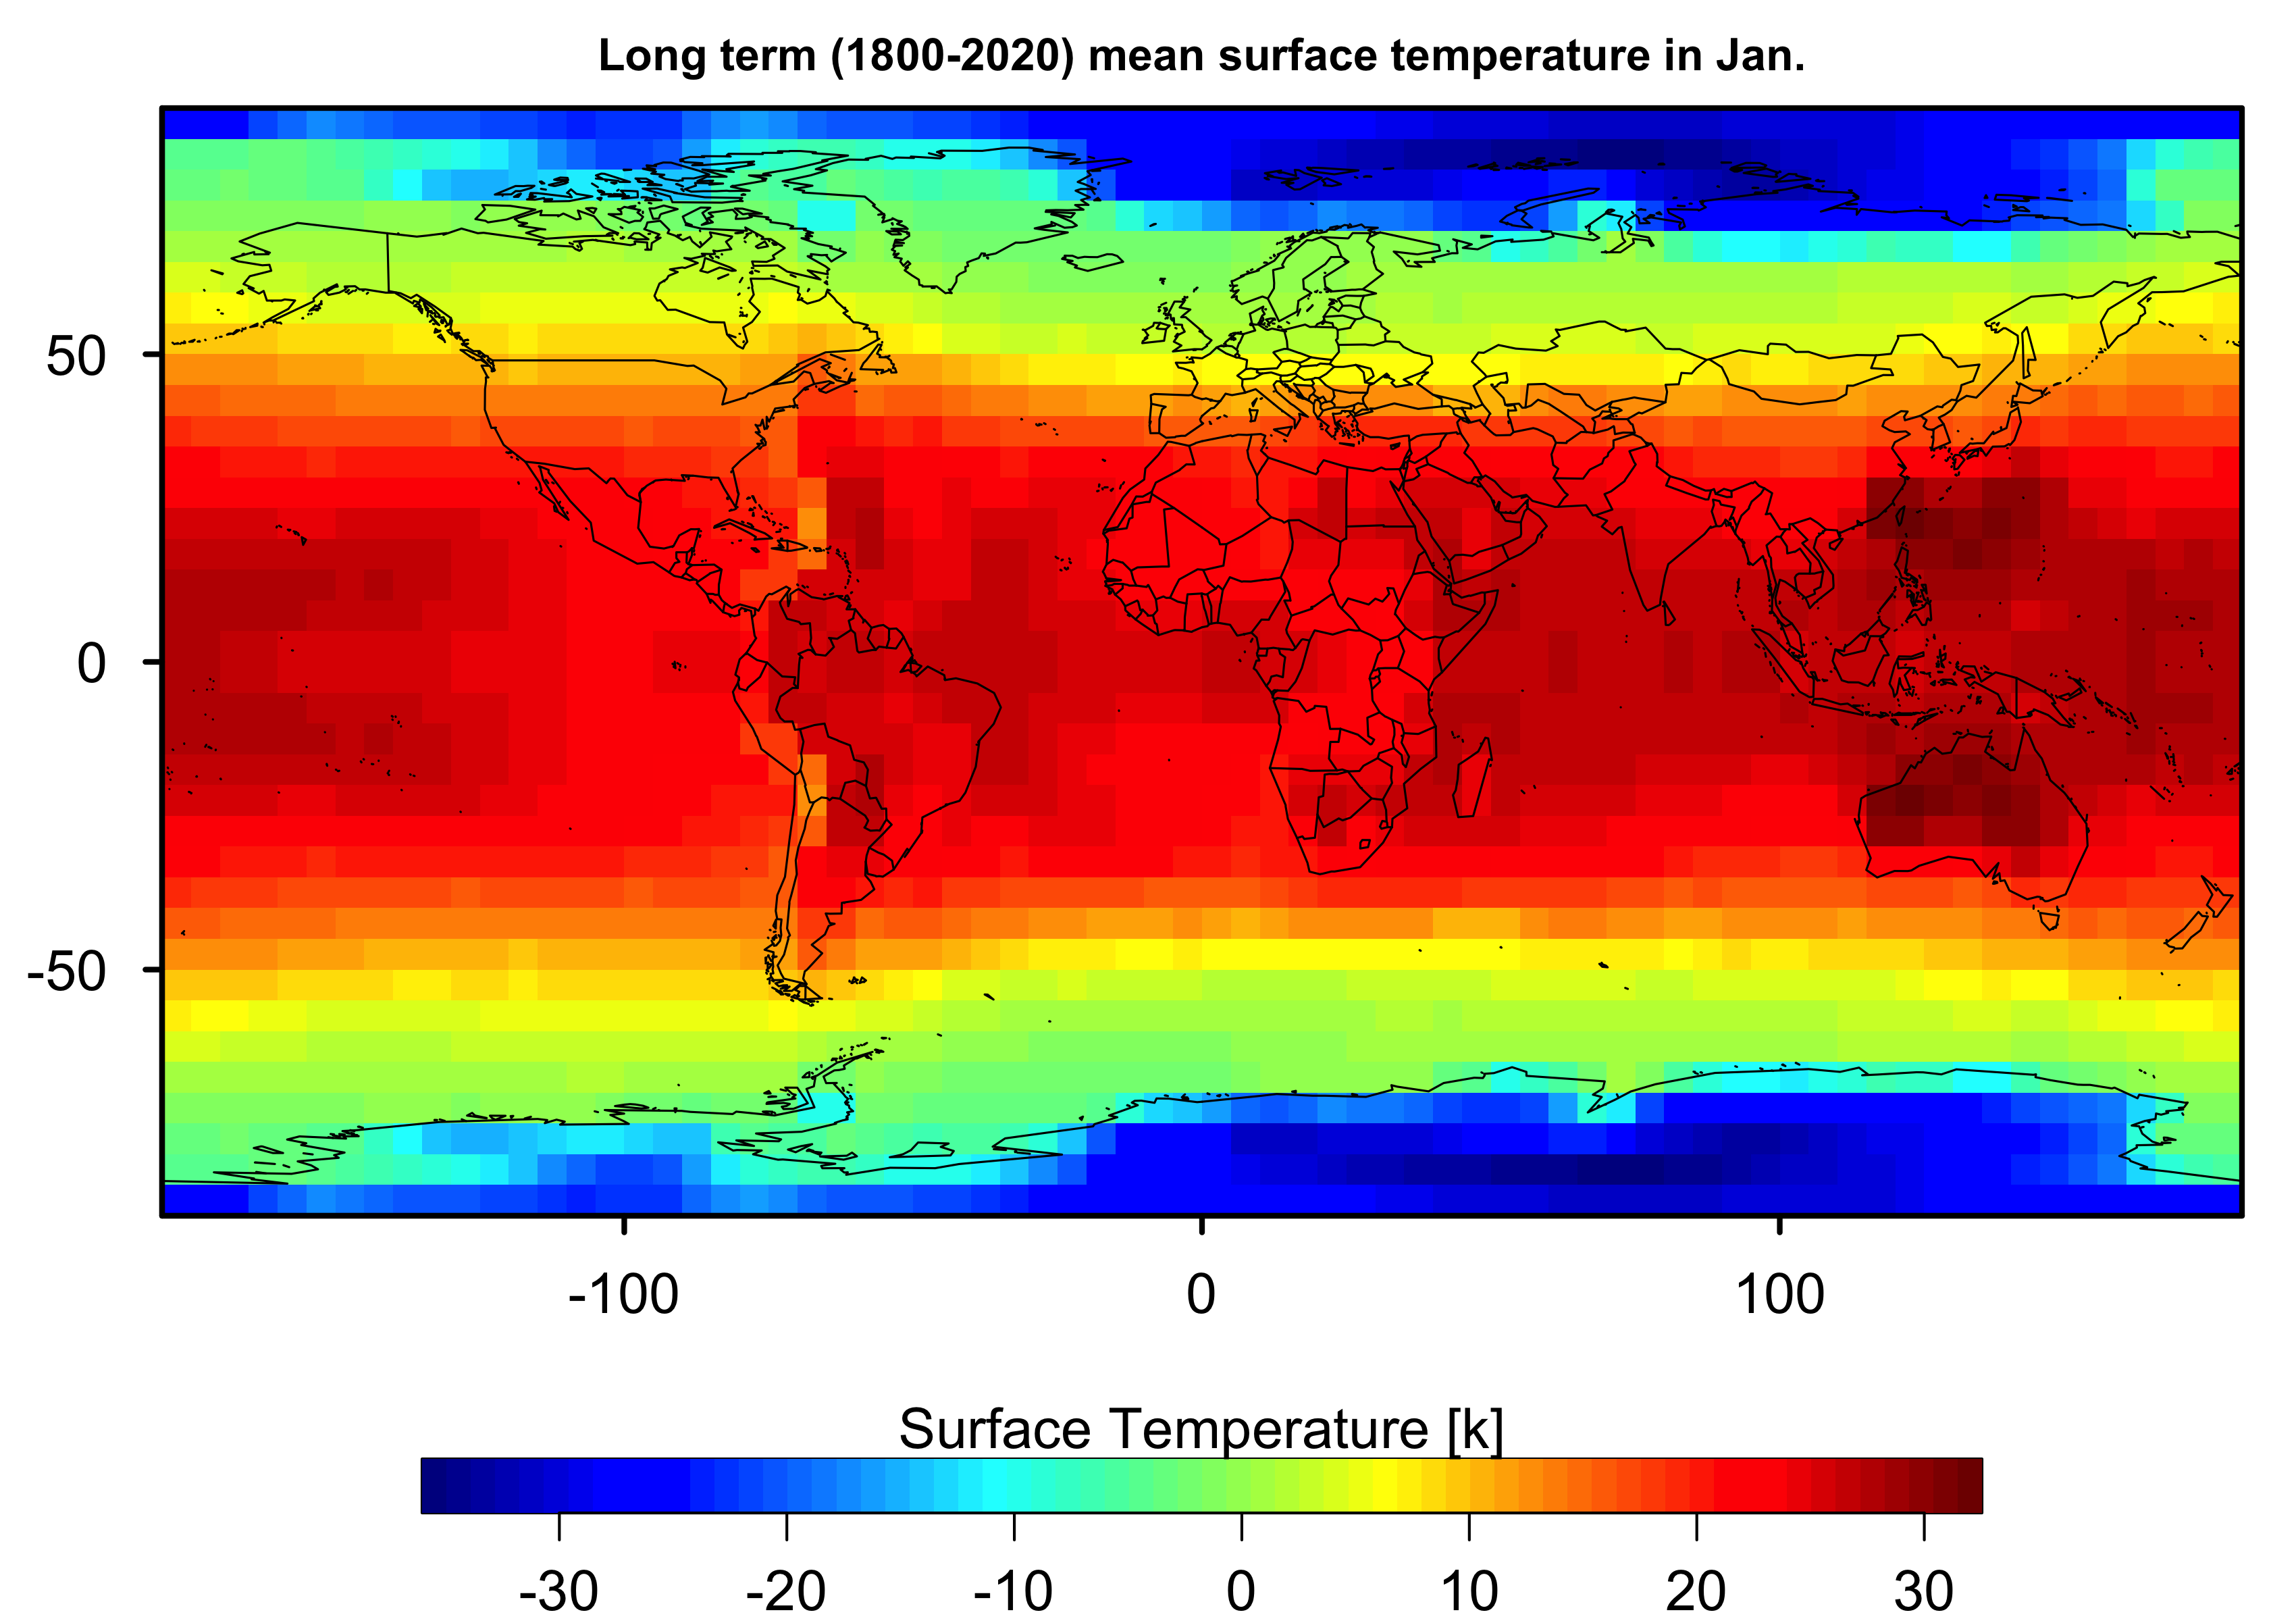 Long term (1800-2020) mean surface temperature in Jan.
50
0
-50
-100 0 100
Surface Temperature [k]
-30 -20 -10 0 10 20 30